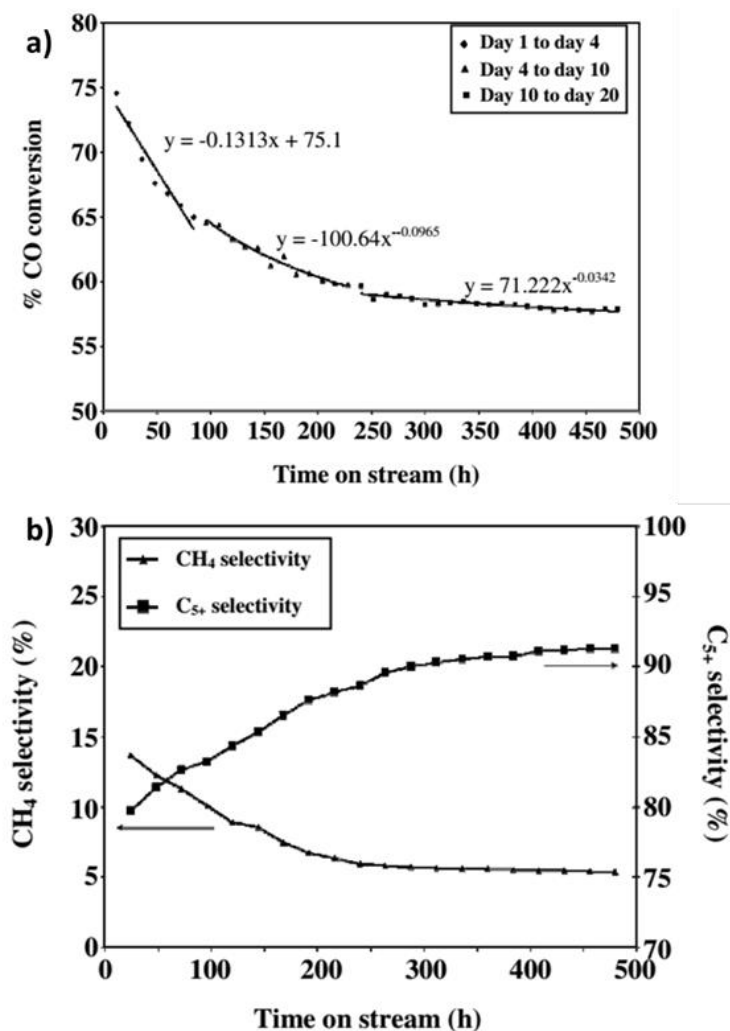 a)
80
75
70
65
60
55
50
% CO conversion
Day 1 to day 4
Day 4 to day 10
Day 10 to day 20
y = -0.1313x + 75.1
y = -100.64x^--0.0965
y = 71.222x^-0.0342
0 50 100 150 200 250 300 350 400 450 500
Time on stream (h)
b)
30
25
20
15
10
5
0
CH₄ selectivity (%)
CH₄ selectivity
C₅₊ selectivity
100
95
90
85
80
75
70
C₅₊ selectivity (%)
0 100 200 300 400 500
Time on stream (h)